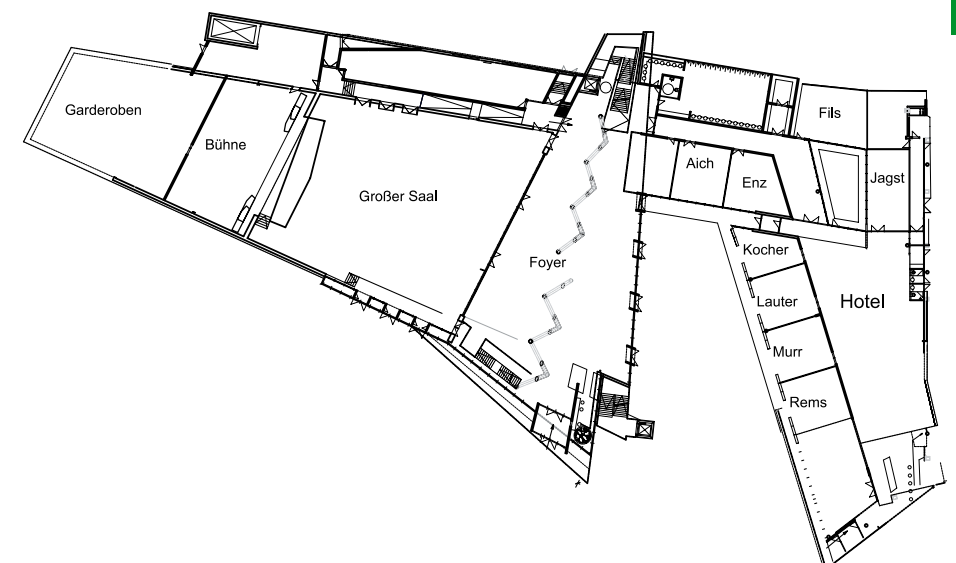 Garderoben
Bühne
Großer Saal
Foyer
Aich
Enz
Fils
Jagst
Kocher
Lauter
Murr
Rems
Hotel